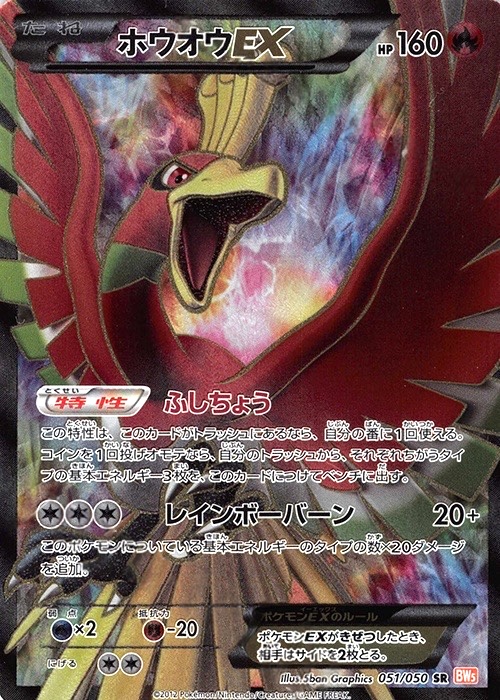 たね ホウオウEX HP160
とくせい
特性 ふしちょう
この特性は、このカードがトラッシュにあるなら、自分の番に1回使える。
コインを1回投げオモテなら、自分のトラッシュから、それぞれちがうタ
イプの基本エネルギー3枚を、このカードにつけてベンチに出す。
レインボーバーン 20+
このポケモンについている基本エネルギーのタイプの数×20ダメージ
を追加。
弱点 抵抗力
×2 -20
にげる
ポケモンEXのルール
ポケモンEXがきぜつしたとき、
相手はサイドを2枚とる。
Illus. 5ban Graphics 051/050 SR BW5
©2012 Pokémon/Nintendo/Creatures/GAME FREAK.